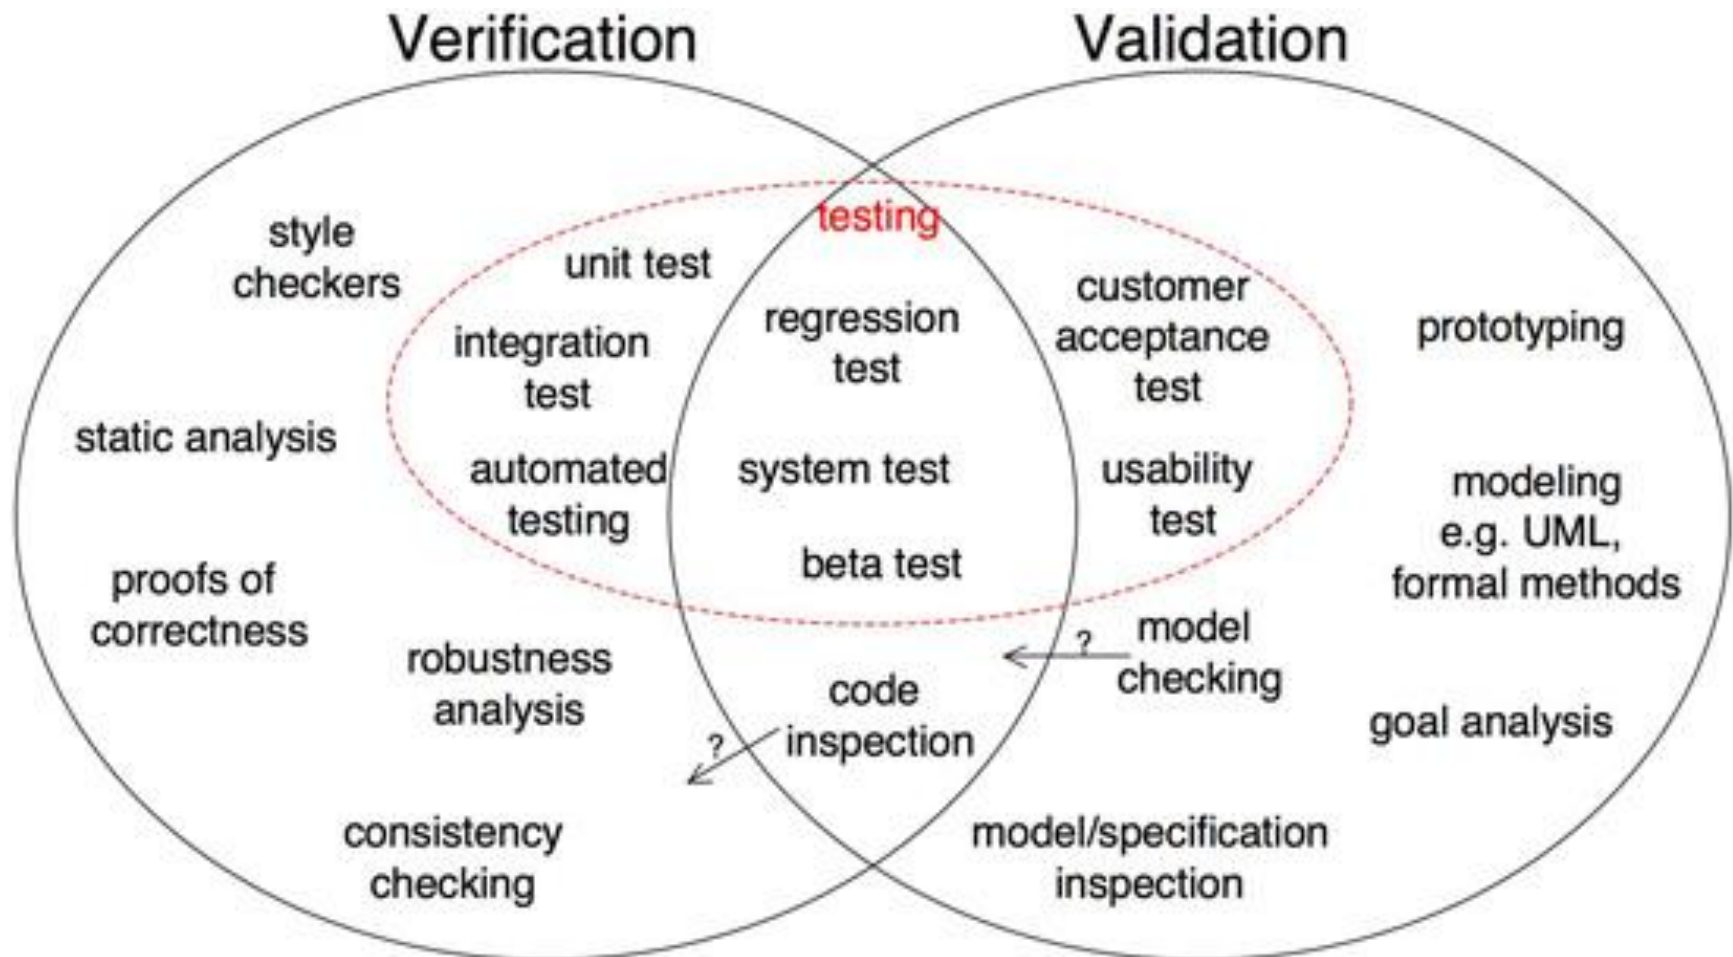 Verification
Validation
testing
style
checkers
unit test
integration
test
static analysis
automated
testing
proofs of
correctness
robustness
analysis
consistency
checking
regression
test
system test
beta test
code
inspection
?
customer
acceptance
test
usability
test
?
model
checking
prototyping
modeling
e.g. UML,
formal methods
goal analysis
model/specification
inspection